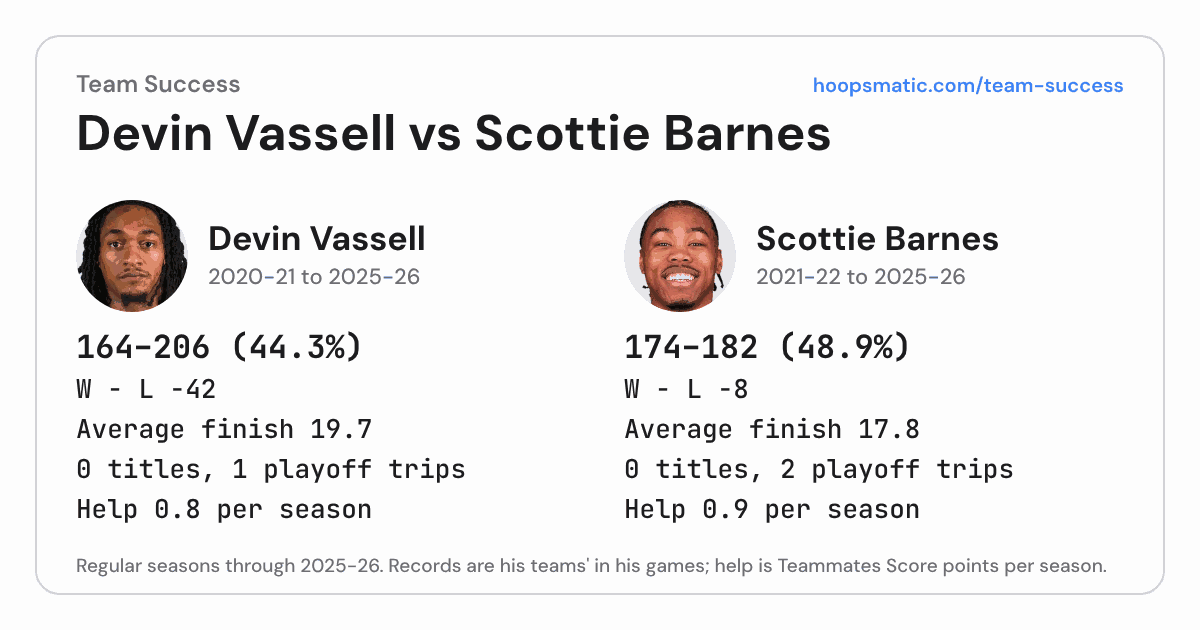 Team Success
hoopsmatic.com/team-success
Devin Vassell vs Scottie Barnes
Devin Vassell
2020-21 to 2025-26
164–206 (44.3%)
W - L -42
Average finish 19.7
0 titles, 1 playoff trips
Help 0.8 per season
Scottie Barnes
2021-22 to 2025-26
174–182 (48.9%)
W - L -8
Average finish 17.8
0 titles, 2 playoff trips
Help 0.9 per season
Regular seasons through 2025-26. Records are his teams' in his games; help is Teammates Score points per season.